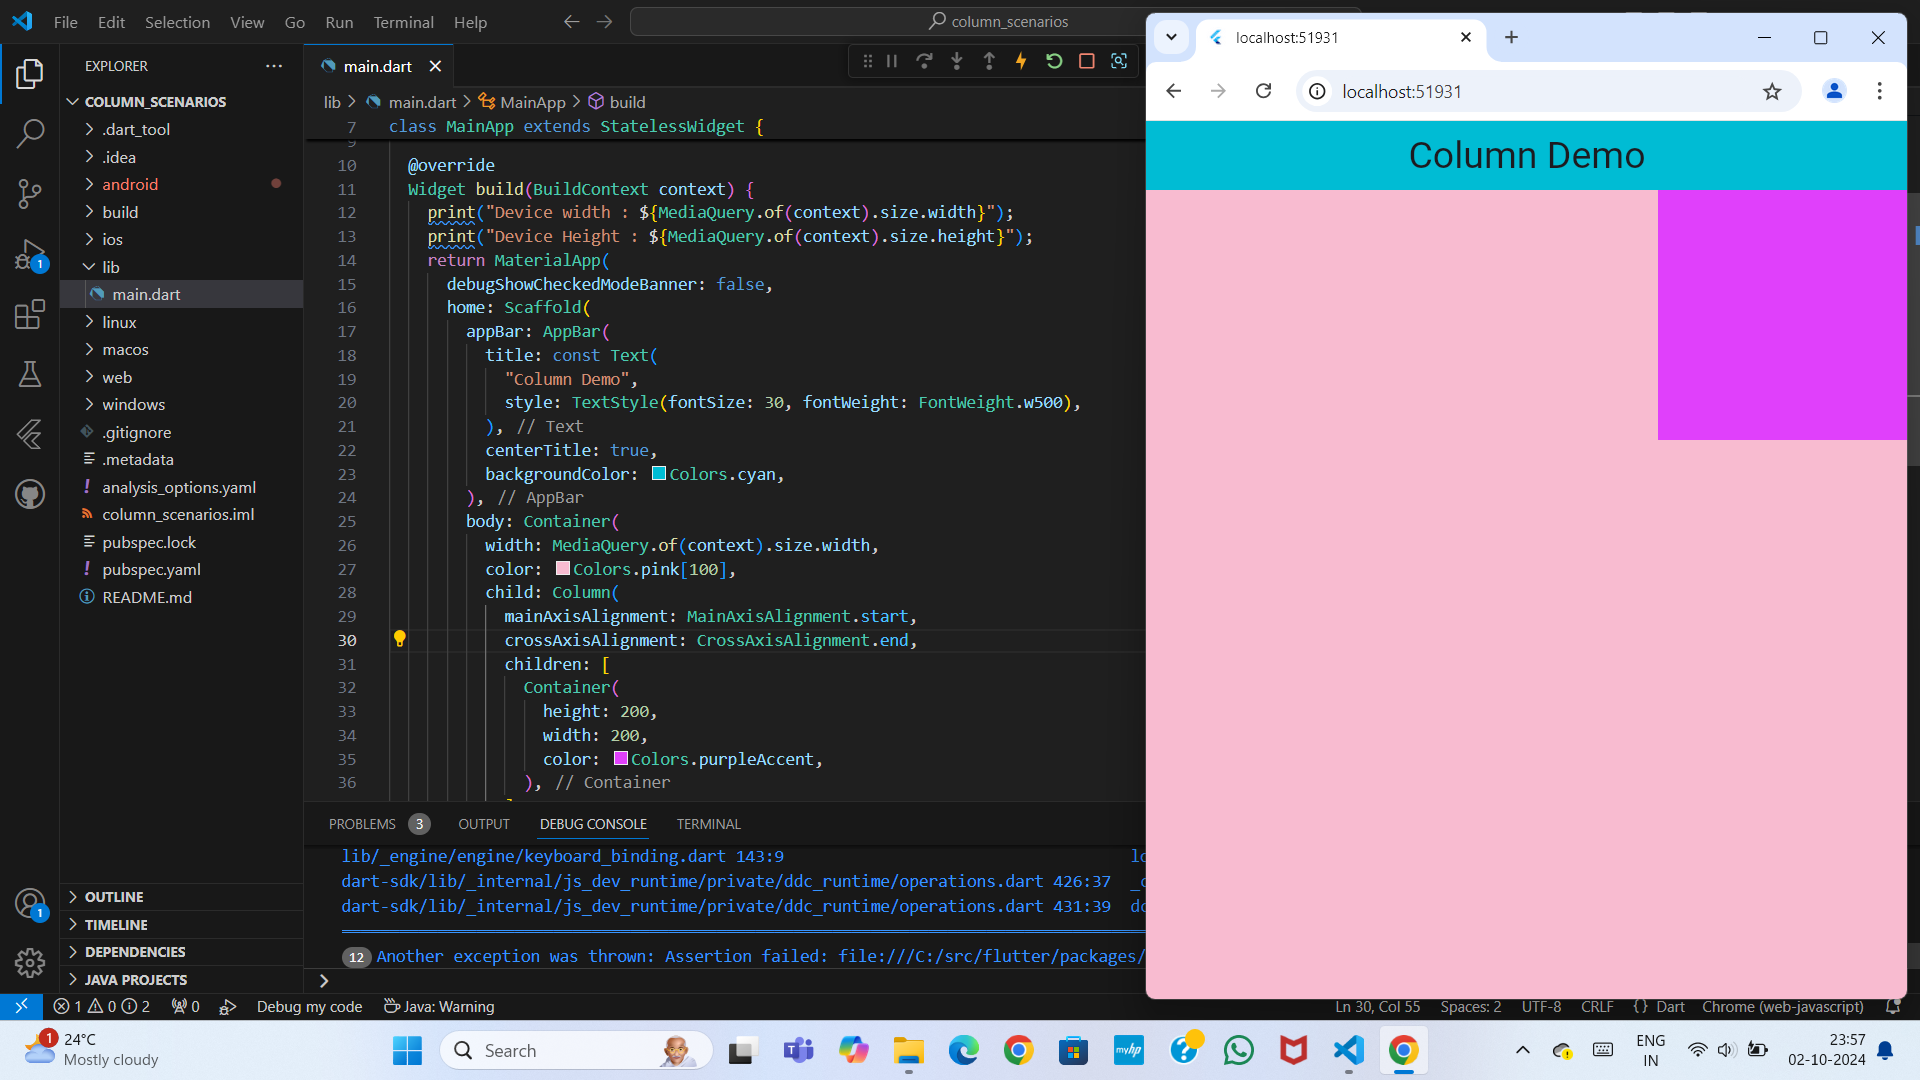 File Edit Selection View Go Run Terminal Help
column_scenarios
EXPLORER
COLUMN_SCENARIOS
.dart_tool
.idea
android
build
ios
lib
main.dart
linux
macos
web
windows
.gitignore
.metadata
analysis_options.yaml
column_scenarios.iml
pubspec.lock
pubspec.yaml
README.md
OUTLINE
TIMELINE
DEPENDENCIES
JAVA PROJECTS
1
1
main.dart
lib > main.dart > MainApp > build
7 class MainApp extends StatelessWidget {
9
10 @override
11 Widget build(BuildContext context) {
12 print("Device width : ${MediaQuery.of(context).size.width}");
13 print("Device Height : ${MediaQuery.of(context).size.height}");
14 return MaterialApp(
15 debugShowCheckedModeBanner: false,
16 home: Scaffold(
17 appBar: AppBar(
18 title: const Text(
19 "Column Demo",
20 style: TextStyle(fontSize: 30, fontWeight: FontWeight.w500),
21 ), // Text
22 centerTitle: true,
23 backgroundColor: Colors.cyan,
24 ), // AppBar
25 body: Container(
26 width: MediaQuery.of(context).size.width,
27 color: Colors.pink[100],
28 child: Column(
29 mainAxisAlignment: MainAxisAlignment.start,
30 crossAxisAlignment: CrossAxisAlignment.end,
31 children: [
32 Container(
33 height: 200,
34 width: 200,
35 color: Colors.purpleAccent,
36 ), // Container
PROBLEMS 3 OUTPUT DEBUG CONSOLE TERMINAL
lib/_engine/engine/keyboard_binding.dart 143:9
dart-sdk/lib/_internal/js_dev_runtime/private/ddc_runtime/operations.dart 426:37
dart-sdk/lib/_internal/js_dev_runtime/private/ddc_runtime/operations.dart 431:39
12 Another exception was thrown: Assertion failed: file:///C:/src/flutter/packages/
localhost:51931
localhost:51931
Column Demo
1 0 2 0 Debug my code Java: Warning Ln 30, Col 55 Spaces: 2 UTF-8 CRLF {} Dart Chrome (web-javascript)
1
24°C
Mostly cloudy
Search
myhp
ENG
IN
23:57
02-10-2024